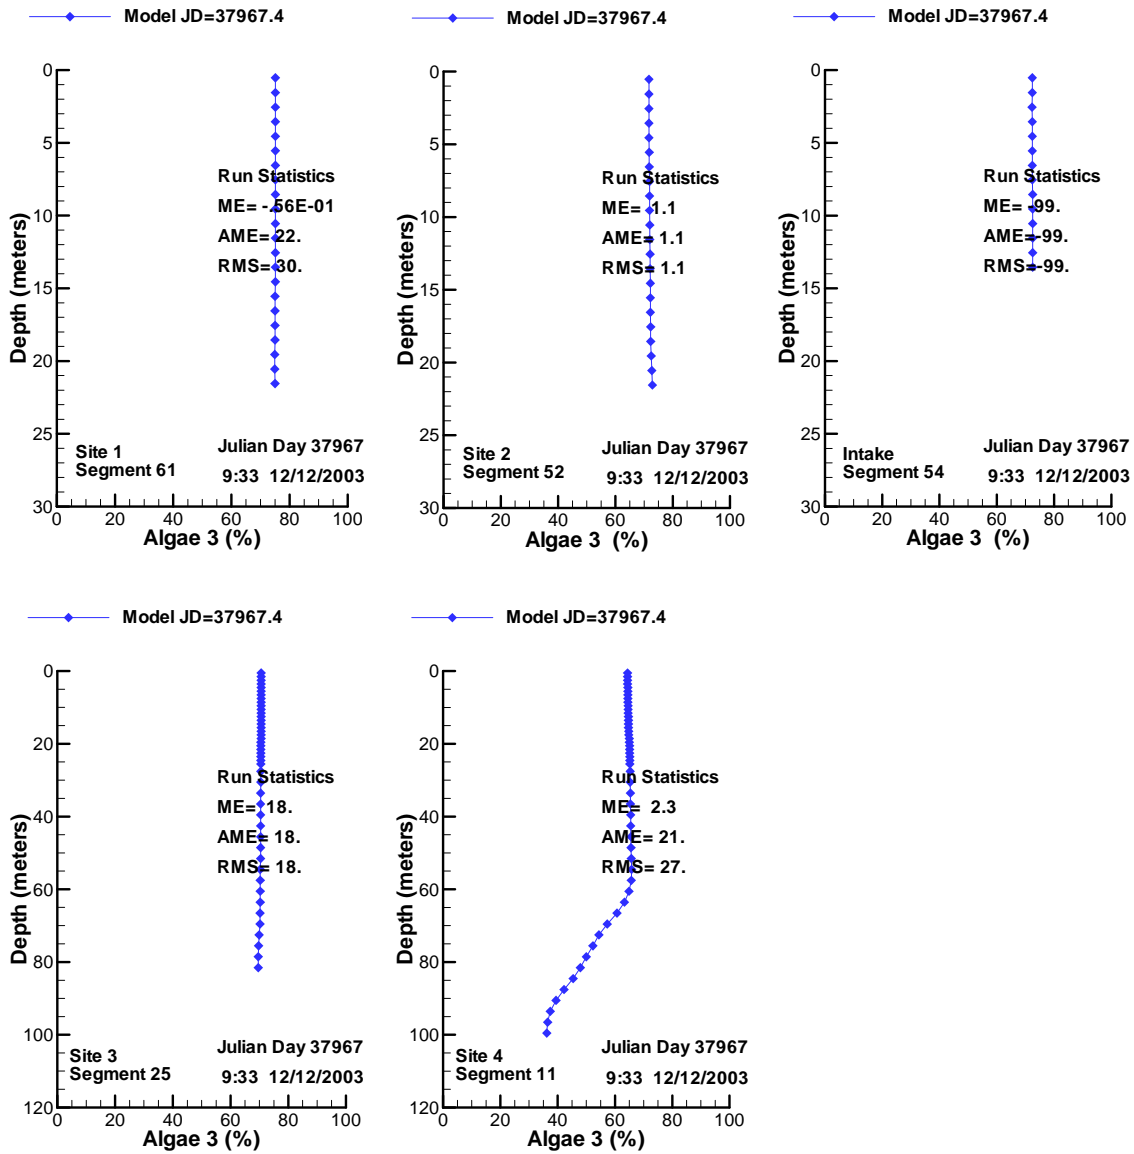 Model JD=37967.4
0
5
10
15
20
25
30
Depth (meters)
Run Statistics
ME= -.56E-01
AME= 22.
RMS= 30.
Site 1
Segment 61
Julian Day 37967
9:33 12/12/2003
0 20 40 60 80 100
Algae 3 (%)
Model JD=37967.4
0
5
10
15
20
25
30
Depth (meters)
Run Statistics
ME= 1.1
AME= 1.1
RMS= 1.1
Site 2
Segment 52
Julian Day 37967
9:33 12/12/2003
0 20 40 60 80 100
Algae 3 (%)
Model JD=37967.4
0
5
10
15
20
25
30
Depth (meters)
Run Statistics
ME= -99.
AME=-99.
RMS=-99.
Intake
Segment 54
Julian Day 37967
9:33 12/12/2003
0 20 40 60 80 100
Algae 3 (%)
Model JD=37967.4
0
20
40
60
80
100
120
Depth (meters)
Run Statistics
ME= 18.
AME= 18.
RMS= 18.
Site 3
Segment 25
Julian Day 37967
9:33 12/12/2003
0 20 40 60 80 100
Algae 3 (%)
Model JD=37967.4
0
20
40
60
80
100
120
Depth (meters)
Run Statistics
ME= 2.3
AME= 21.
RMS= 27.
Site 4
Segment 11
Julian Day 37967
9:33 12/12/2003
0 20 40 60 80 100
Algae 3 (%)